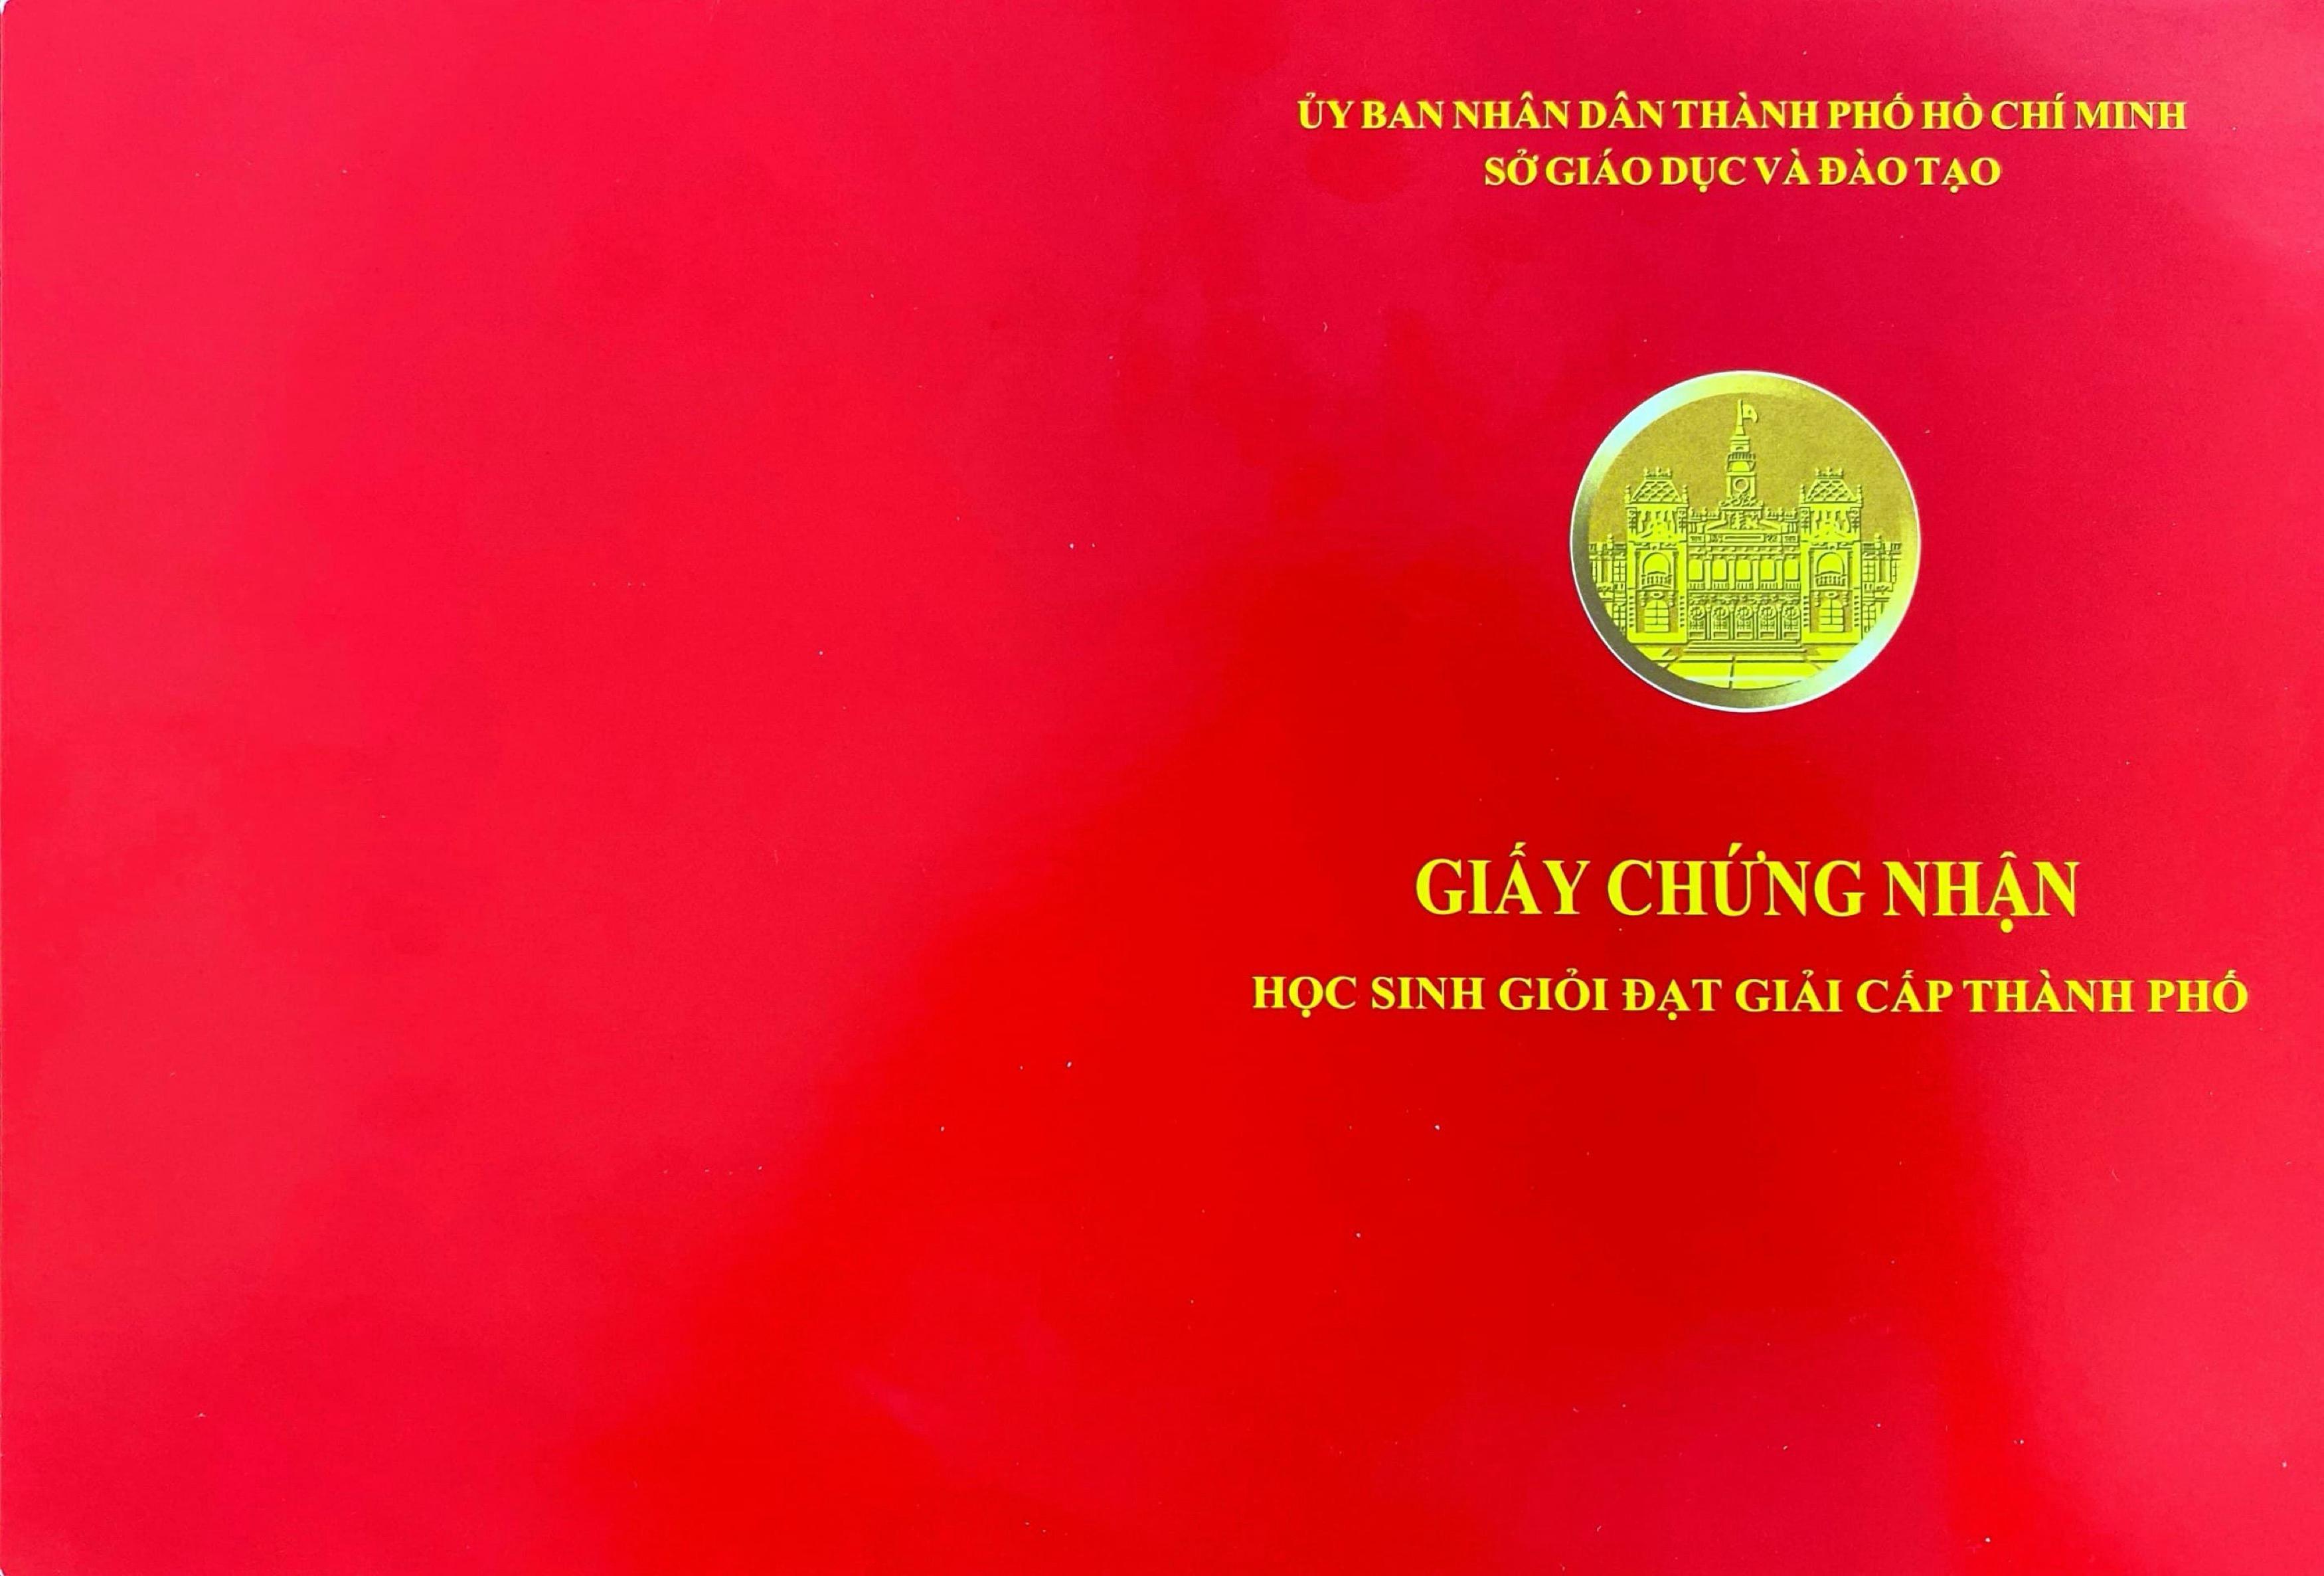 ỦY BAN NHÂN DÂN THÀNH PHỐ HỒ CHÍ MINH
SỞ GIÁO DỤC VÀ ĐÀO TẠO
GIẤY CHỨNG NHẬN
HỌC SINH GIỎI ĐẠT GIẢI CẤP THÀNH PHỐ